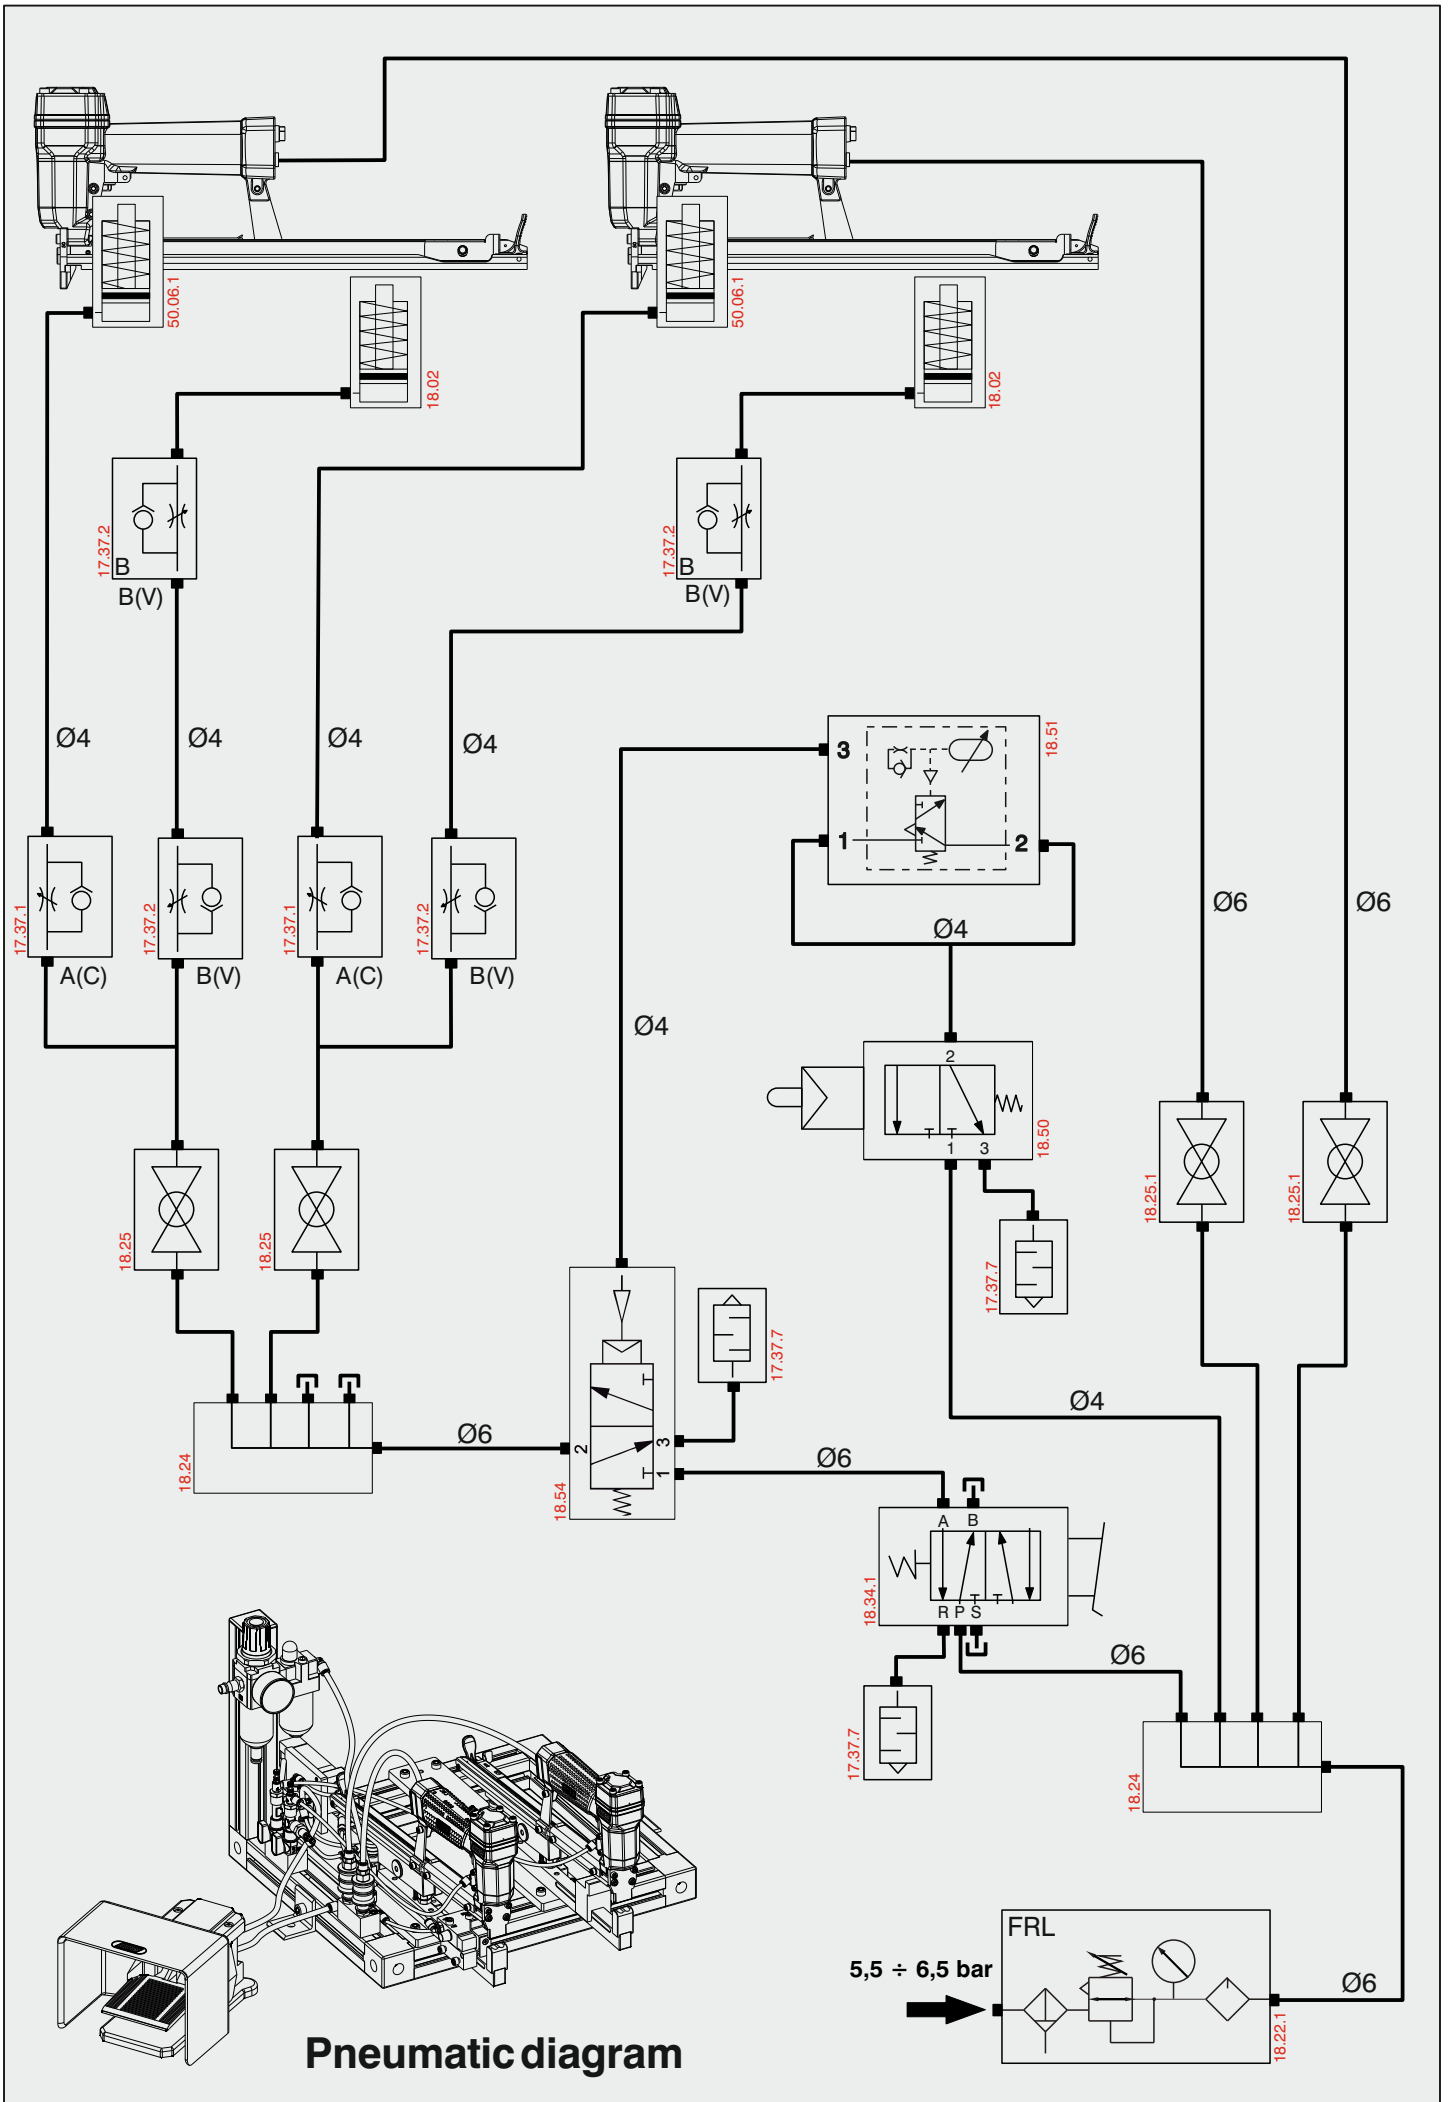 50.06.1
50.06.1
18.02
18.02
17.37.2
B
B(V)
17.37.2
B
B(V)
Ø4
Ø4
Ø4
Ø4
3
1
2
18.51
17.37.1
A(C)
17.37.2
B(V)
17.37.1
A(C)
17.37.2
B(V)
Ø4
Ø6
Ø6
Ø4
2
1 3
18.50
18.25
18.25
18.25.1
18.25.1
17.37.7
17.37.7
18.24
Ø6
2
3
1
18.54
Ø4
Ø6
A B
R P S
18.34.1
Ø6
17.37.7
18.24
FRL
5,5 ÷ 6,5 bar
Ø6
18.22.1
Pneumatic diagram